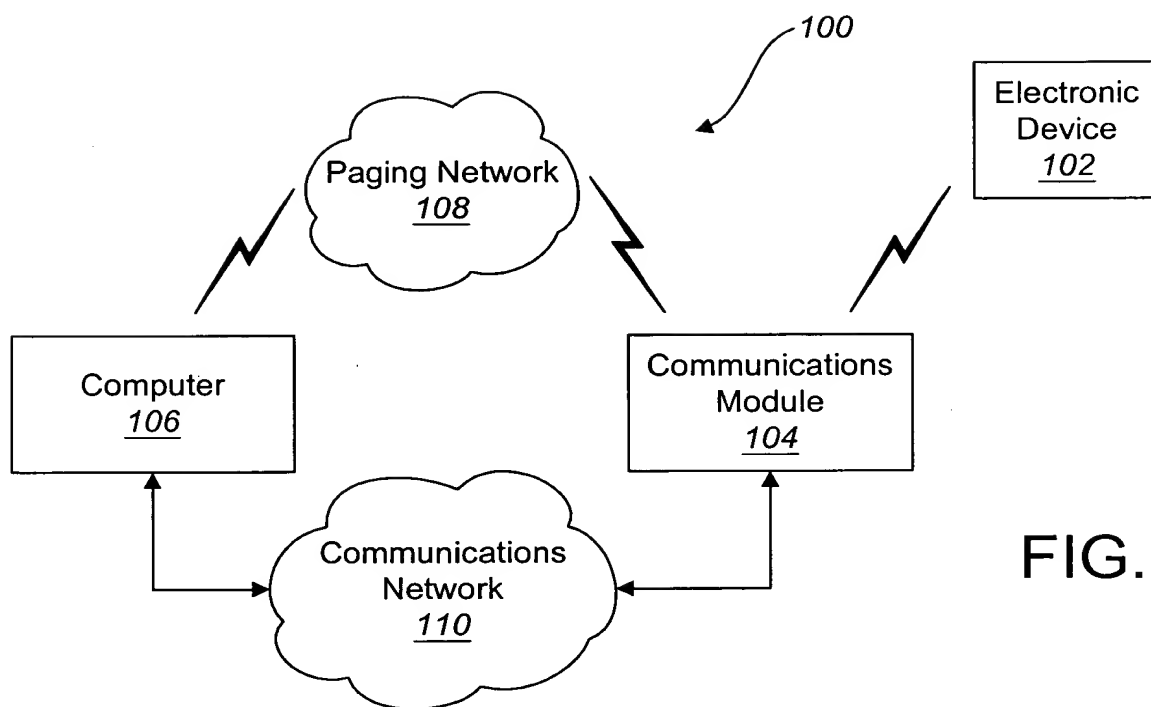 100
Electronic
Device
102
Paging Network
108
Computer
106
Communications
Module
104
Communications
Network
110
FIG.